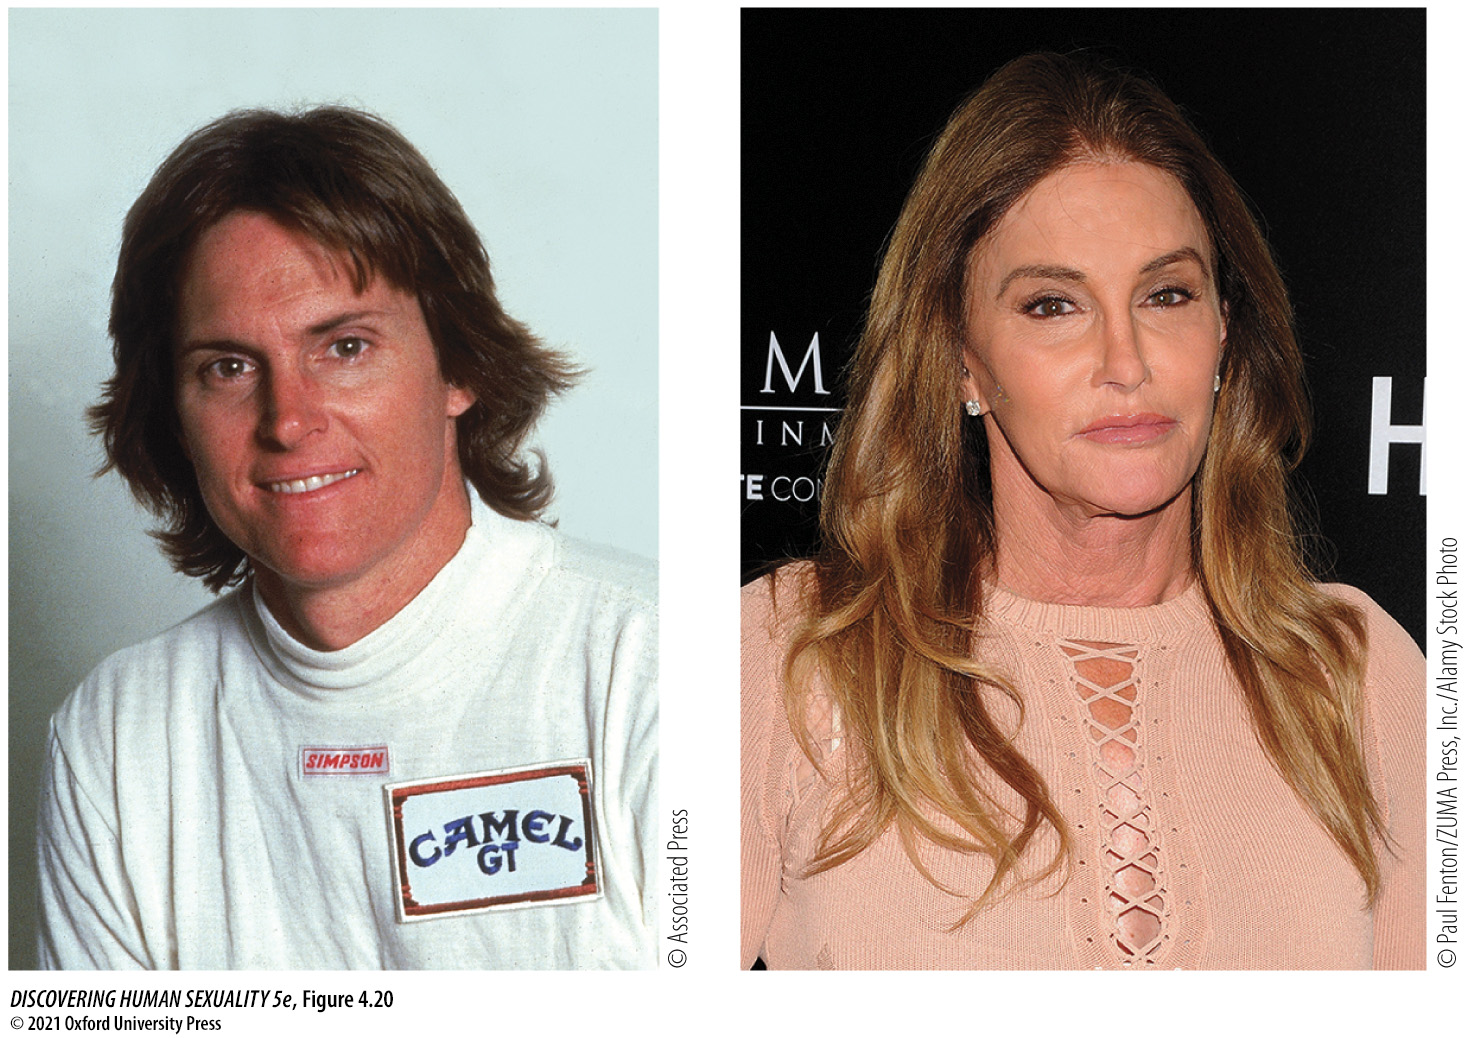 SIMPSON
CAMEL
GT
© Associated Press
M
INM
TE CON
H
© Paul Fenton/ZUMA Press, Inc./Alamy Stock Photo
DISCOVERING HUMAN SEXUALITY 5e, Figure 4.20
© 2021 Oxford University Press